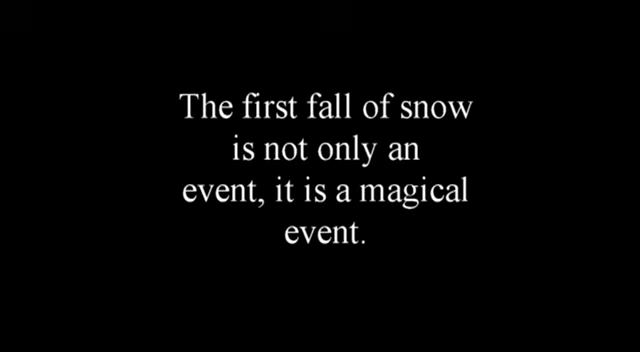 The first fall of snow
is not only an
event, it is a magical
event.